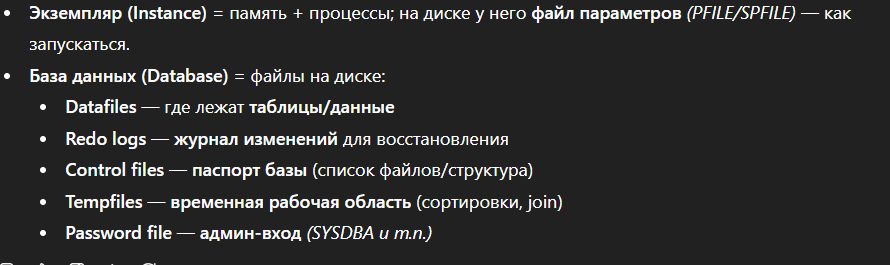 • Экземпляр (Instance) = память + процессы; на диске у него файл параметров (PFILE/SPFILE) — как
запускаться.
• База данных (Database) = файлы на диске:
• Datafiles — где лежат таблицы/данные
• Redo logs — журнал изменений для восстановления
• Control files — паспорт базы (список файлов/структура)
• Tempfiles — временная рабочая область (сортировки, join)
• Password file — админ-вход (SYSDBA и т.п.)